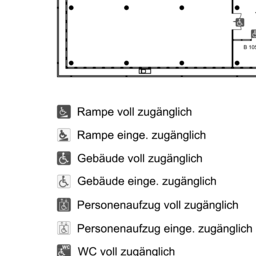 B 105
Rampe voll zugänglich
Rampe einge. zugänglich
Gebäude voll zugänglich
Gebäude einge. zugänglich
Personenaufzug voll zugänglich
Personenaufzug einge. zugänglich
WC
WC voll zugänglich